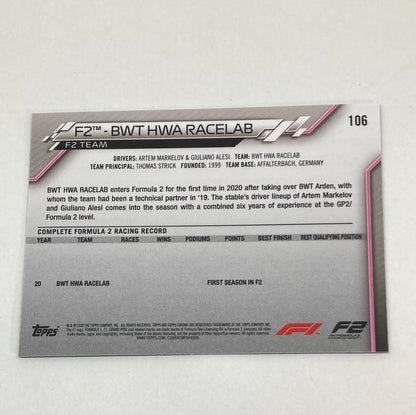 F2™ - BWT HWA RACELAB
106
F2 TEAM
DRIVERS: ARTEM MARKELOV & GIULIANO ALESI TEAM: BWT HWA RACELAB
TEAM PRINCIPAL: THOMAS STRICK FOUNDED: 1999 TEAM BASE: AFFALTERBACH, GERMANY
BWT HWA RACELAB enters Formula 2 for the first time in 2020 after taking over BWT Arden, with
whom the team had been a technical partner in '19. The stable's driver lineup of Artem Markelov
and Giuliano Alesi comes into the season with a combined six years of experience at the GP2/
Formula 2 level.
COMPLETE FORMULA 2 RACING RECORD
YEAR TEAM RACES WINS PODIUMS POINTS BEST FINISH BEST QUALIFYING POSITION
20 BWT HWA RACELAB FIRST SEASON IN F2
Topps
F1 F2